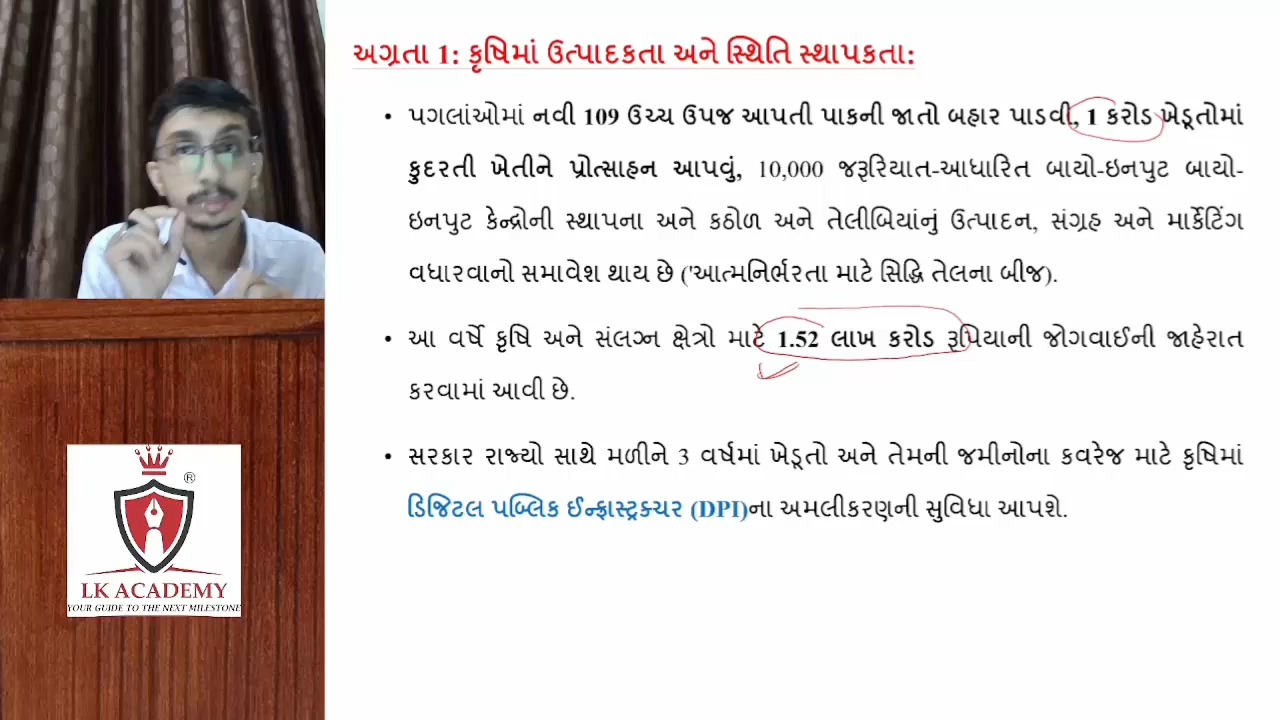 અગ્રતા 1: કૃષિમાં ઉત્પાદકતા અને સ્થિતિ સ્થાપકતા:
• પગલાંઓમાં નવી 109 ઉચ્ચ ઉપજ આપતી પાકની જાતો બહાર પાડવી, 1 કરોડ ખેડૂતોમાં
કુદરતી ખેતીને પ્રોત્સાહન આપવું, 10,000 જરૂરિયાત-આધારિત બાયો-ઇનપુટ બાયો-
ઇનપુટ કેન્દ્રોની સ્થાપના અને કઠોળ અને તેલીબિયાંનું ઉત્પાદન, સંગ્રહ અને માર્કેટિંગ
વધારવાનો સમાવેશ થાય છે ('આત્મનિર્ભરતા માટે સિદ્ધિ તેલના બીજ).
• આ વર્ષે કૃષિ અને સંલગ્ન ક્ષેત્રો માટે 1.52 લાખ કરોડ રૂપિયાની જોગવાઈની જાહેરાત
કરવામાં આવી છે.
• સરકાર રાજ્યો સાથે મળીને 3 વર્ષમાં ખેડૂતો અને તેમની જમીનોના કવરેજ માટે કૃષિમાં
ડિજિટલ પબ્લિક ઈન્ફ્રાસ્ટ્રક્ચર (DPI)ના અમલીકરણની સુવિધા આપશે.
®
LK ACADEMY
YOUR GUIDE TO THE NEXT MILESTONE